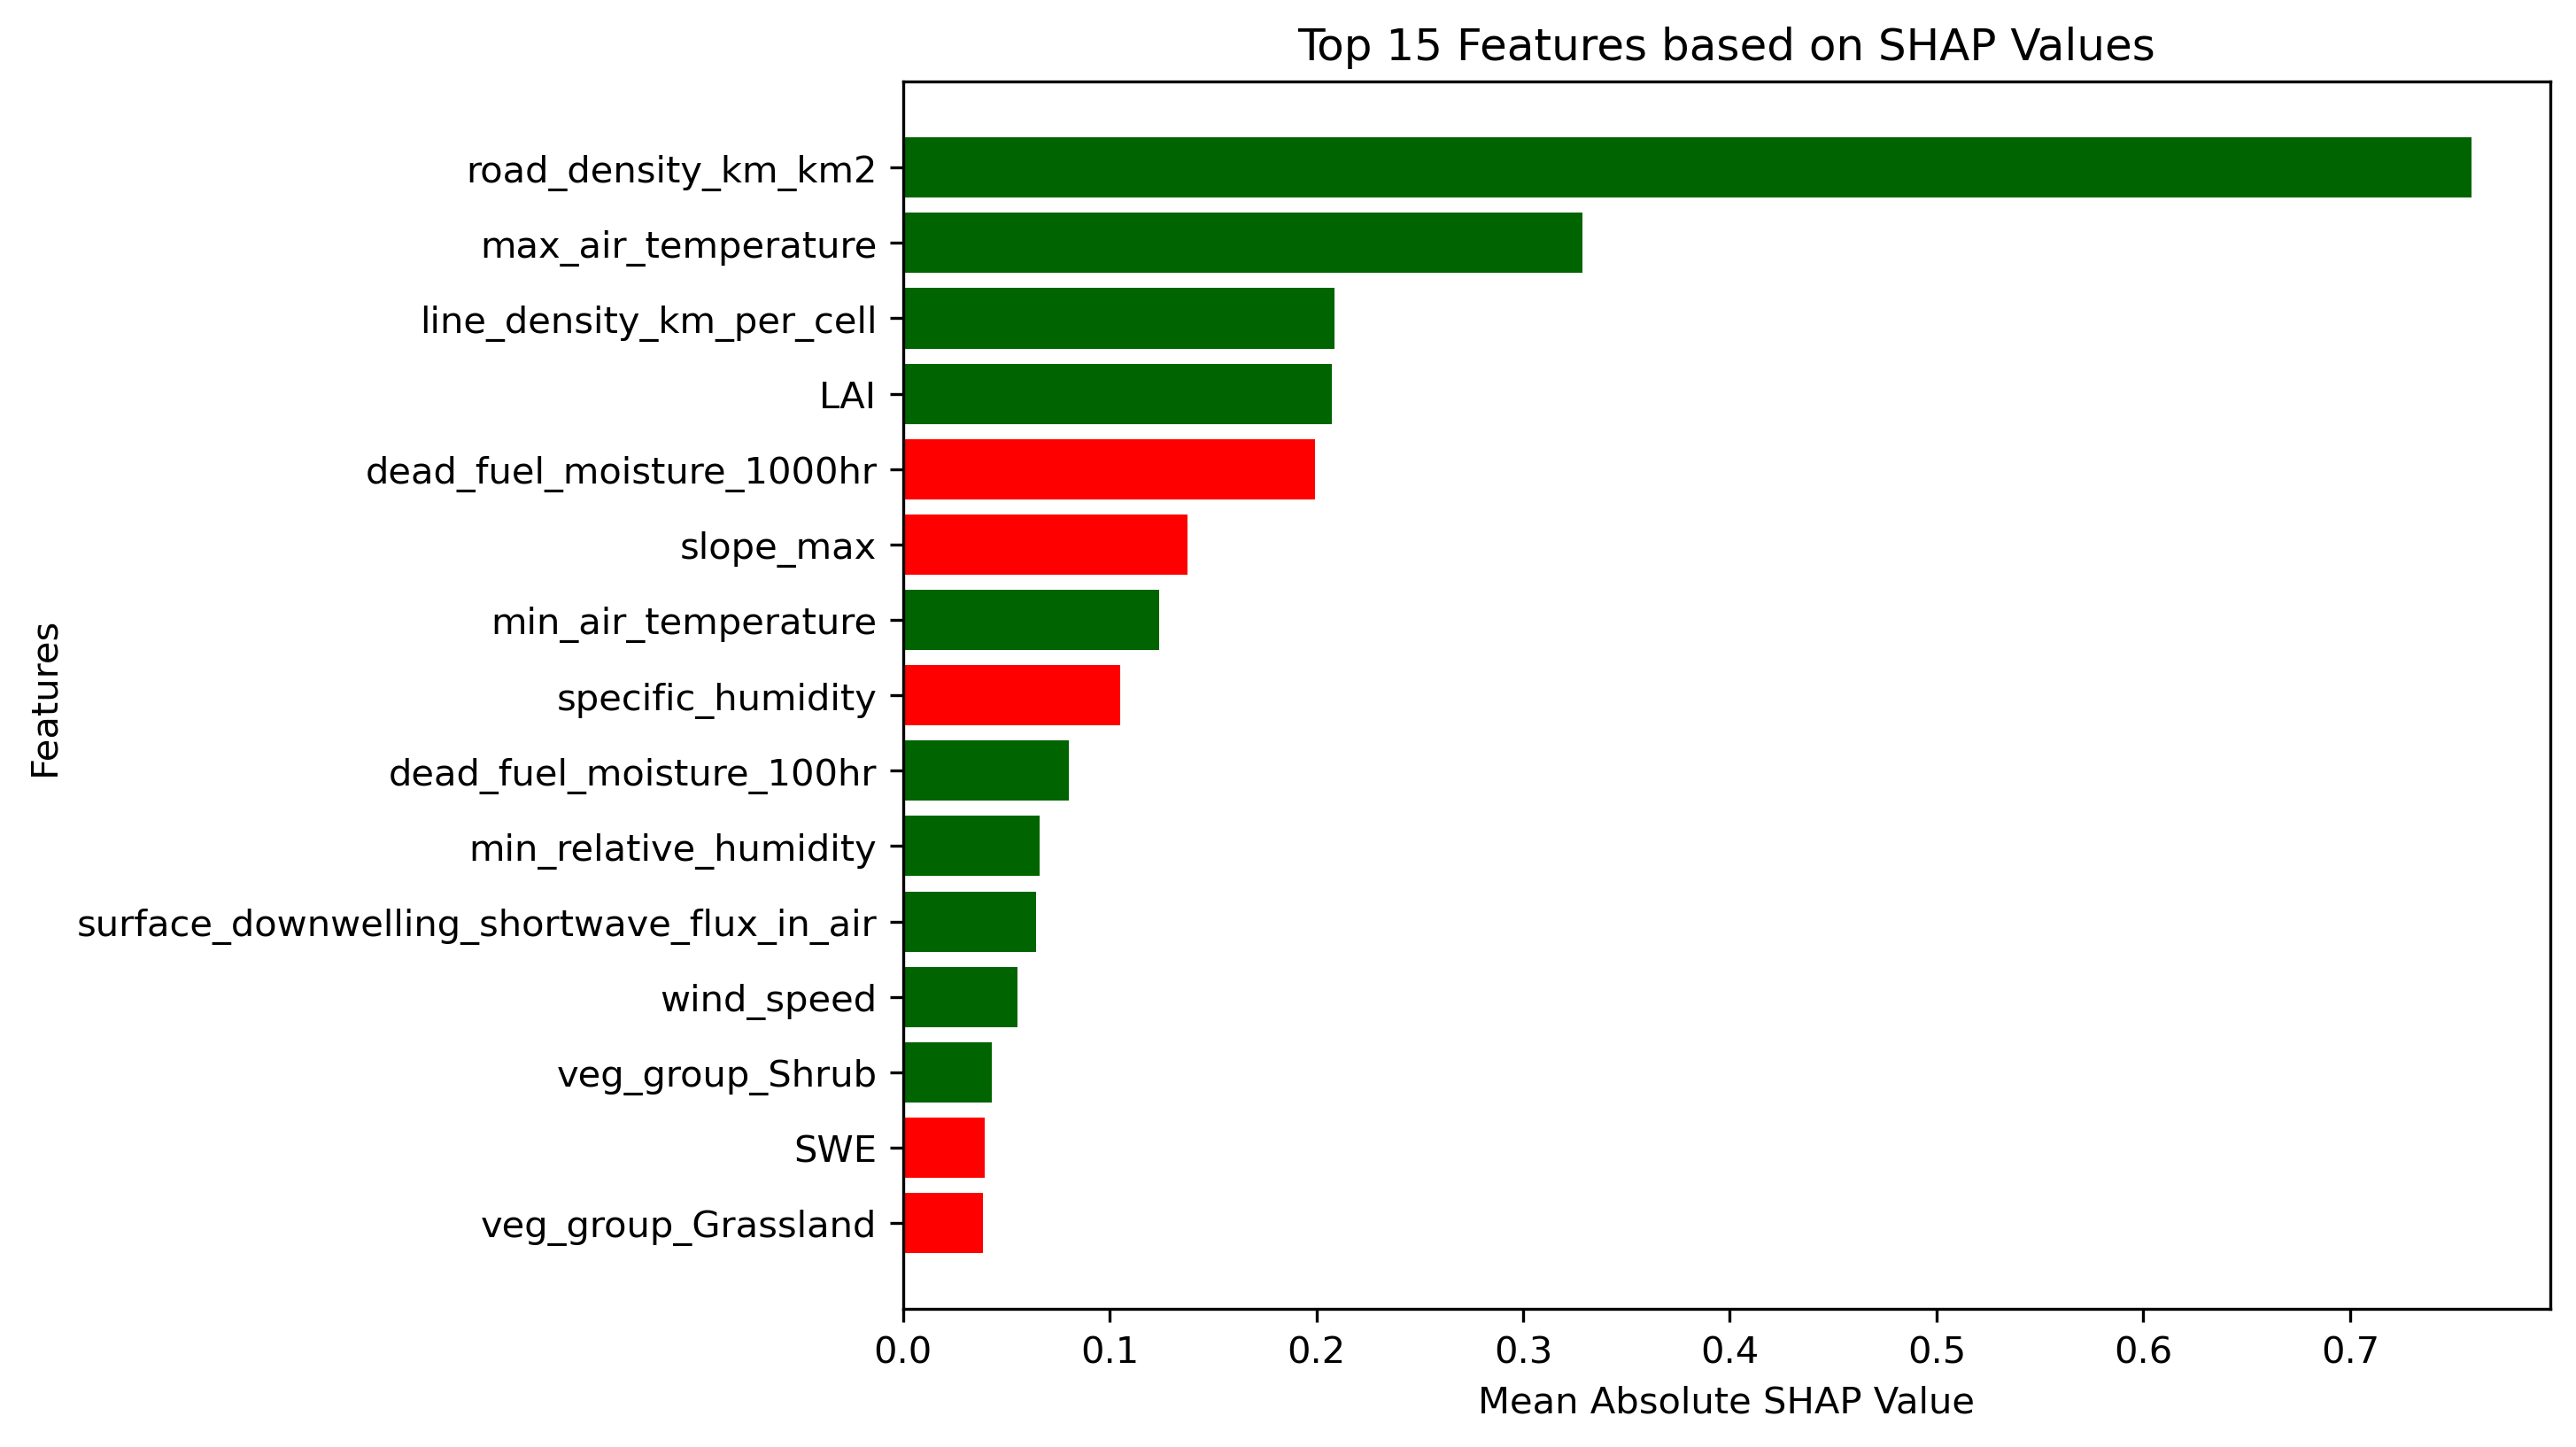 Top 15 Features based on SHAP Values
Features
road_density_km_km2
max_air_temperature
line_density_km_per_cell
LAI
dead_fuel_moisture_1000hr
slope_max
min_air_temperature
specific_humidity
dead_fuel_moisture_100hr
min_relative_humidity
surface_downwelling_shortwave_flux_in_air
wind_speed
veg_group_Shrub
SWE
veg_group_Grassland
0.0 0.1 0.2 0.3 0.4 0.5 0.6 0.7
Mean Absolute SHAP Value